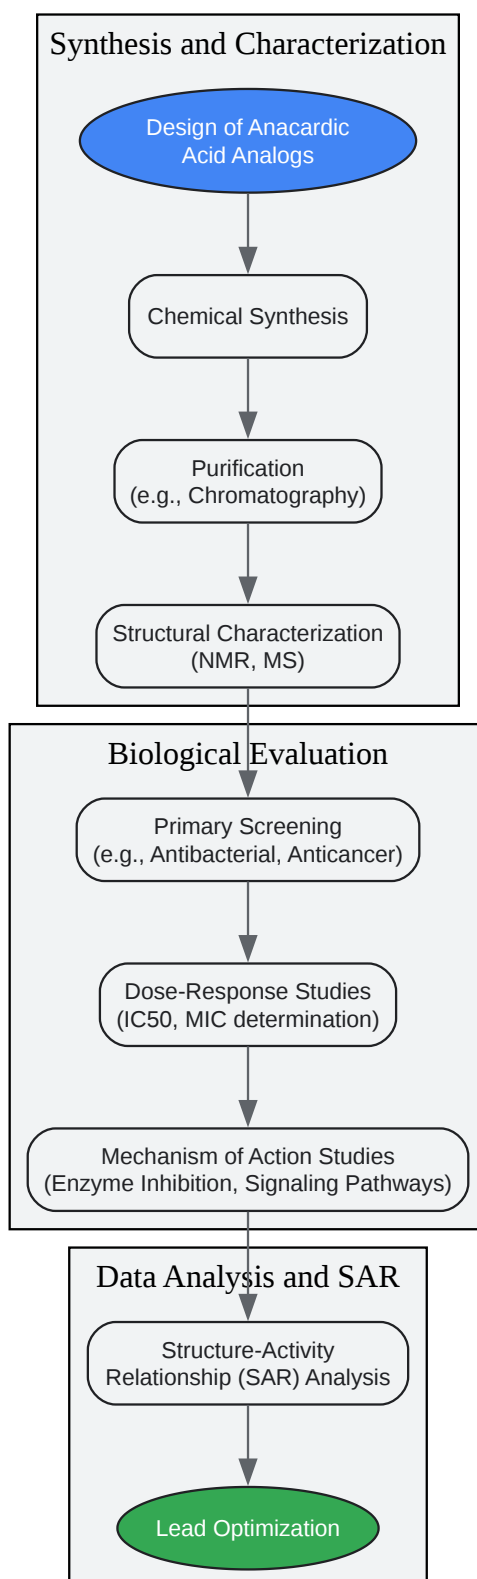 Synthesis and Characterization
Design of Anacardic
Acid Analogs
Chemical Synthesis
Purification
(e.g., Chromatography)
Structural Characterization
(NMR, MS)
Biological Evaluation
Primary Screening
(e.g., Antibacterial, Anticancer)
Dose-Response Studies
(IC50, MIC determination)
Mechanism of Action Studies
(Enzyme Inhibition, Signaling Pathways)
Data Analysis and SAR
Structure-Activity
Relationship (SAR) Analysis
Lead Optimization